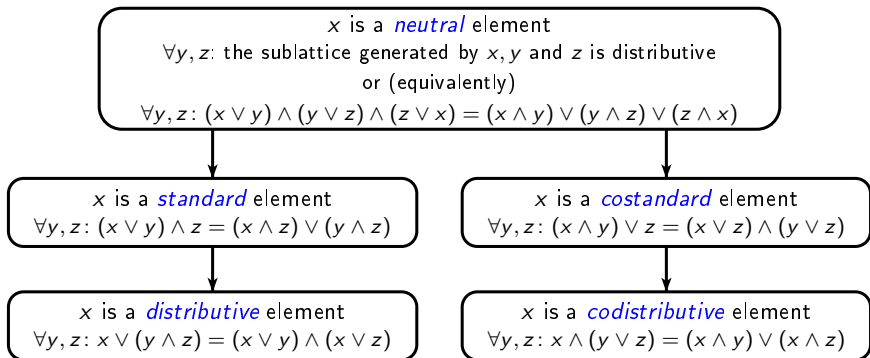 x is a neutral element
∀y, z: the sublattice generated by x, y and z is distributive
or (equivalently)
∀y, z: (x ∨ y) ∧ (y ∨ z) ∧ (z ∨ x) = (x ∧ y) ∨ (y ∧ z) ∨ (z ∧ x)
x is a standard element
∀y, z: (x ∨ y) ∧ z = (x ∧ z) ∨ (y ∧ z)
x is a costandard element
∀y, z: (x ∧ y) ∨ z = (x ∨ z) ∧ (y ∨ z)
x is a distributive element
∀y, z: x ∨ (y ∧ z) = (x ∨ y) ∧ (x ∨ z)
x is a codistributive element
∀y, z: x ∧ (y ∨ z) = (x ∧ y) ∨ (x ∧ z)